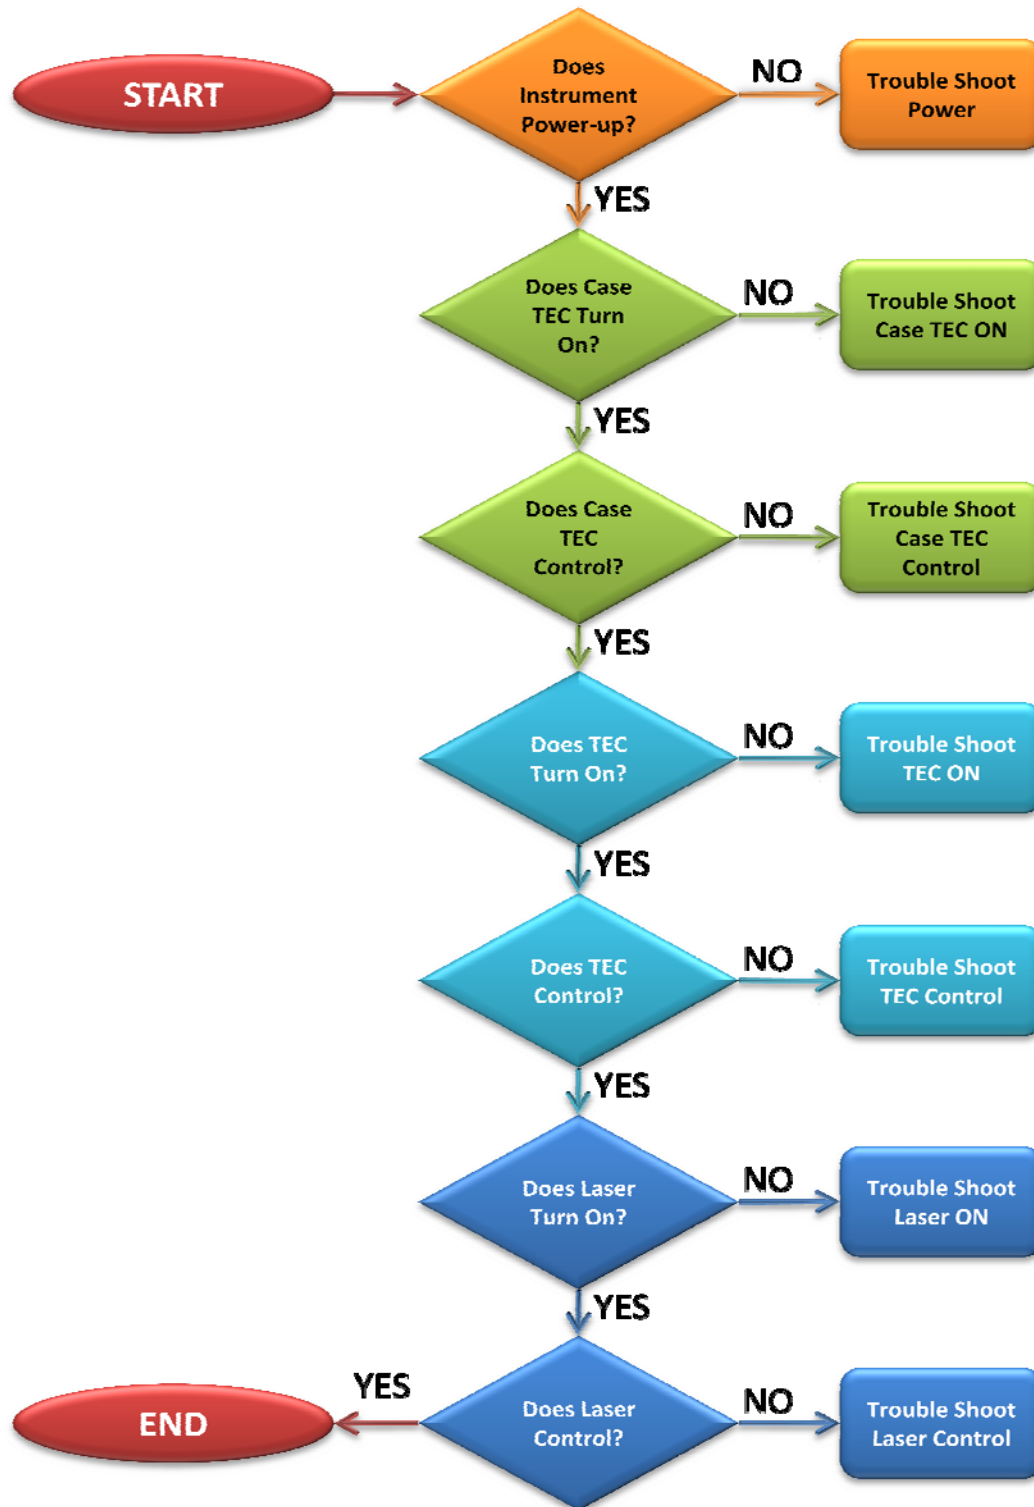 START
Does
Instrument
Power-up?
NO
Trouble Shoot
Power
YES
Does Case
TEC Turn
On?
NO
Trouble Shoot
Case TEC ON
YES
Does Case
TEC
Control?
NO
Trouble Shoot
Case TEC
Control
YES
Does TEC
Turn On?
NO
Trouble Shoot
TEC ON
YES
Does TEC
Control?
NO
Trouble Shoot
TEC Control
YES
Does Laser
Turn On?
NO
Trouble Shoot
Laser ON
YES
Does Laser
Control?
NO
Trouble Shoot
Laser Control
YES
END